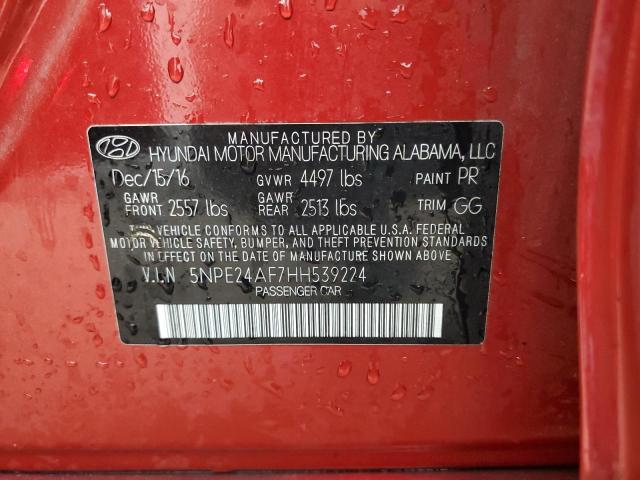 MANUFACTURED BY
HYUNDAI MOTOR MANUFACTURING ALABAMA, LLC
Dec/15/16 GVWR 4497 lbs PAINT PR
GAWR FRONT 2557 lbs GAWR REAR 2513 lbs TRIM GG
THIS VEHICLE CONFORMS TO ALL APPLICABLE U.S.A. FEDERAL
MOTOR VEHICLE SAFETY, BUMPER, AND THEFT PREVENTION STANDARDS
IN EFFECT ON THE DATE OF MANUFACTURE SHOWN ABOVE
V.I.N 5NPE24AF7HH539224
PASSENGER CAR